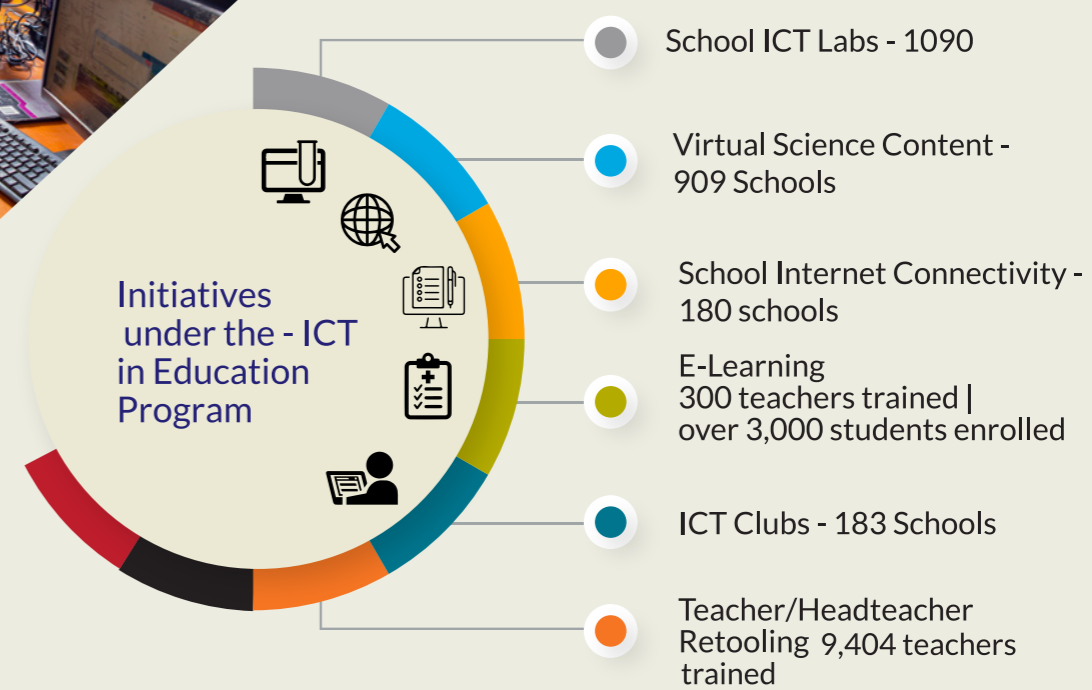 School ICT Labs - 1090
Virtual Science Content -
909 Schools
Initiatives
under the - ICT
in Education
Program
School Internet Connectivity -
180 schools
E-Learning
300 teachers trained |
over 3,000 students enrolled
ICT Clubs - 183 Schools
Teacher/Headteacher
Retooling 9,404 teachers
trained